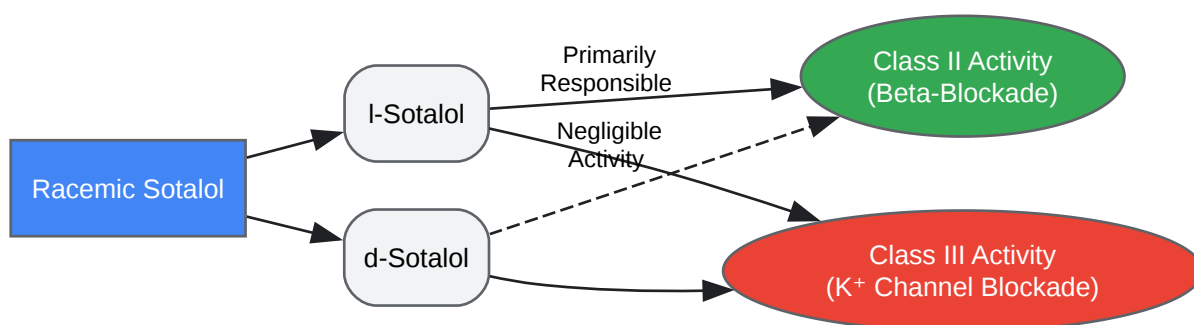 Racemic Sotalol
l-Sotalol
d-Sotalol
Primarily
Responsible
Negligible
Activity
Class II Activity
(Beta-Blockade)
Class III Activity
(K⁺ Channel Blockade)